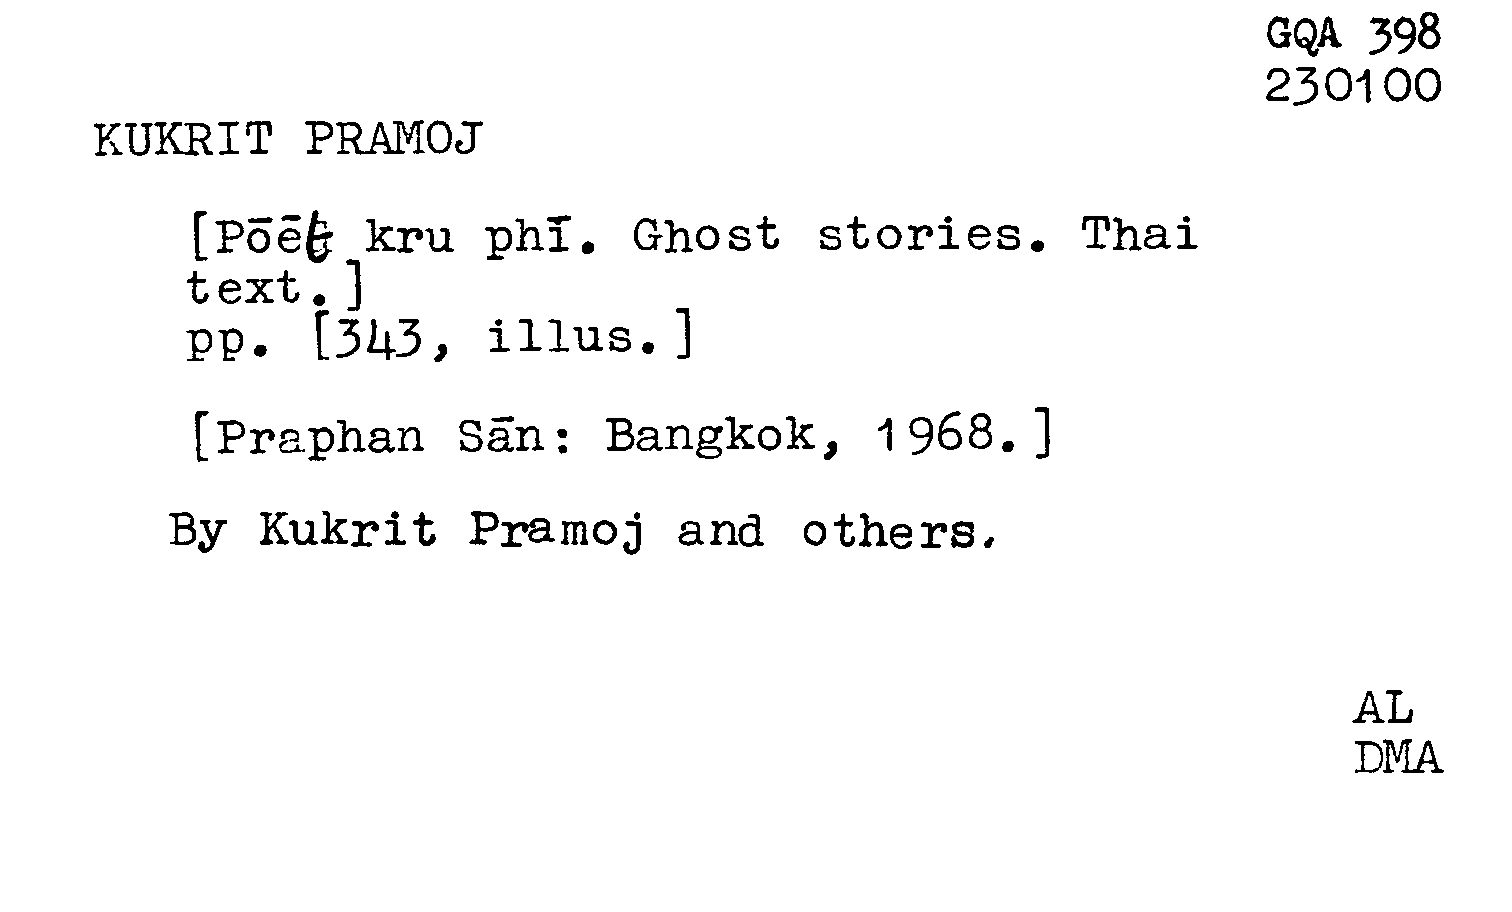 GQA 398
230100
KUKRIT PRAMOJ
[Pōēt kru phī. Ghost stories. Thai
text.]
pp. [343, illus.]
[Praphan Sān: Bangkok, 1968.]
By Kukrit Pramoj and others.
AL
DMA